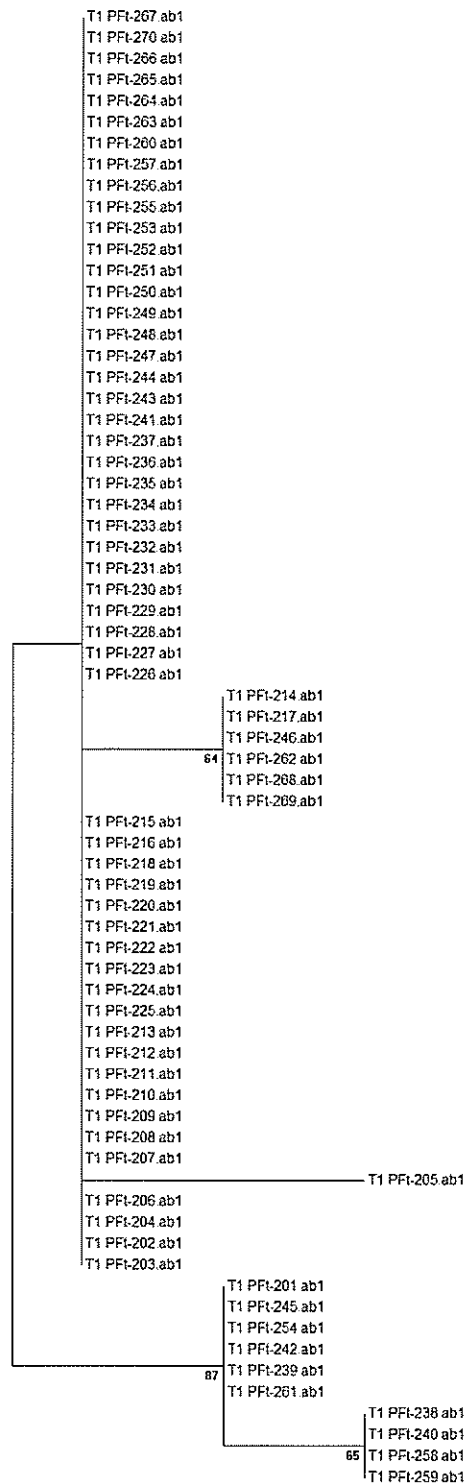 T1 PFt-267.ab1
T1 PFt-270.ab1
T1 PFt-266.ab1
T1 PFt-265.ab1
T1 PFt-264.ab1
T1 PFt-263.ab1
T1 PFt-260.ab1
T1 PFt-257.ab1
T1 PFt-256.ab1
T1 PFt-255.ab1
T1 PFt-253.ab1
T1 PFt-252.ab1
T1 PFt-251.ab1
T1 PFt-250.ab1
T1 PFt-249.ab1
T1 PFt-248.ab1
T1 PFt-247.ab1
T1 PFt-244.ab1
T1 PFt-243.ab1
T1 PFt-241.ab1
T1 PFt-237.ab1
T1 PFt-236.ab1
T1 PFt-235.ab1
T1 PFt-234.ab1
T1 PFt-233.ab1
T1 PFt-232.ab1
T1 PFt-231.ab1
T1 PFt-230.ab1
T1 PFt-229.ab1
T1 PFt-228.ab1
T1 PFt-227.ab1
T1 PFt-226.ab1
T1 PFt-214.ab1
T1 PFt-217.ab1
T1 PFt-246.ab1
64 T1 PFt-262.ab1
T1 PFt-268.ab1
T1 PFt-269.ab1
T1 PFt-215.ab1
T1 PFt-216.ab1
T1 PFt-218.ab1
T1 PFt-219.ab1
T1 PFt-220.ab1
T1 PFt-221.ab1
T1 PFt-222.ab1
T1 PFt-223.ab1
T1 PFt-224.ab1
T1 PFt-225.ab1
T1 PFt-213.ab1
T1 PFt-212.ab1
T1 PFt-211.ab1
T1 PFt-210.ab1
T1 PFt-209.ab1
T1 PFt-208.ab1
T1 PFt-207.ab1
T1 PFt-205.ab1
T1 PFt-206.ab1
T1 PFt-204.ab1
T1 PFt-202.ab1
T1 PFt-203.ab1
T1 PFt-201.ab1
T1 PFt-245.ab1
T1 PFt-254.ab1
T1 PFt-242.ab1
87 T1 PFt-239.ab1
T1 PFt-261.ab1
T1 PFt-238.ab1
T1 PFt-240.ab1
65 T1 PFt-258.ab1
T1 PFt-259.ab1